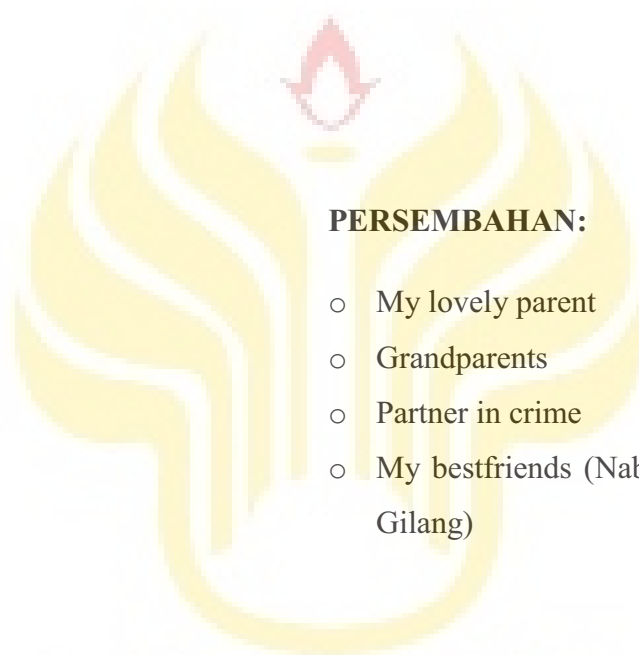 PERSEMBAHAN:
o My lovely parent
o Grandparents
o Partner in crime
o My bestfriends
Gilang)